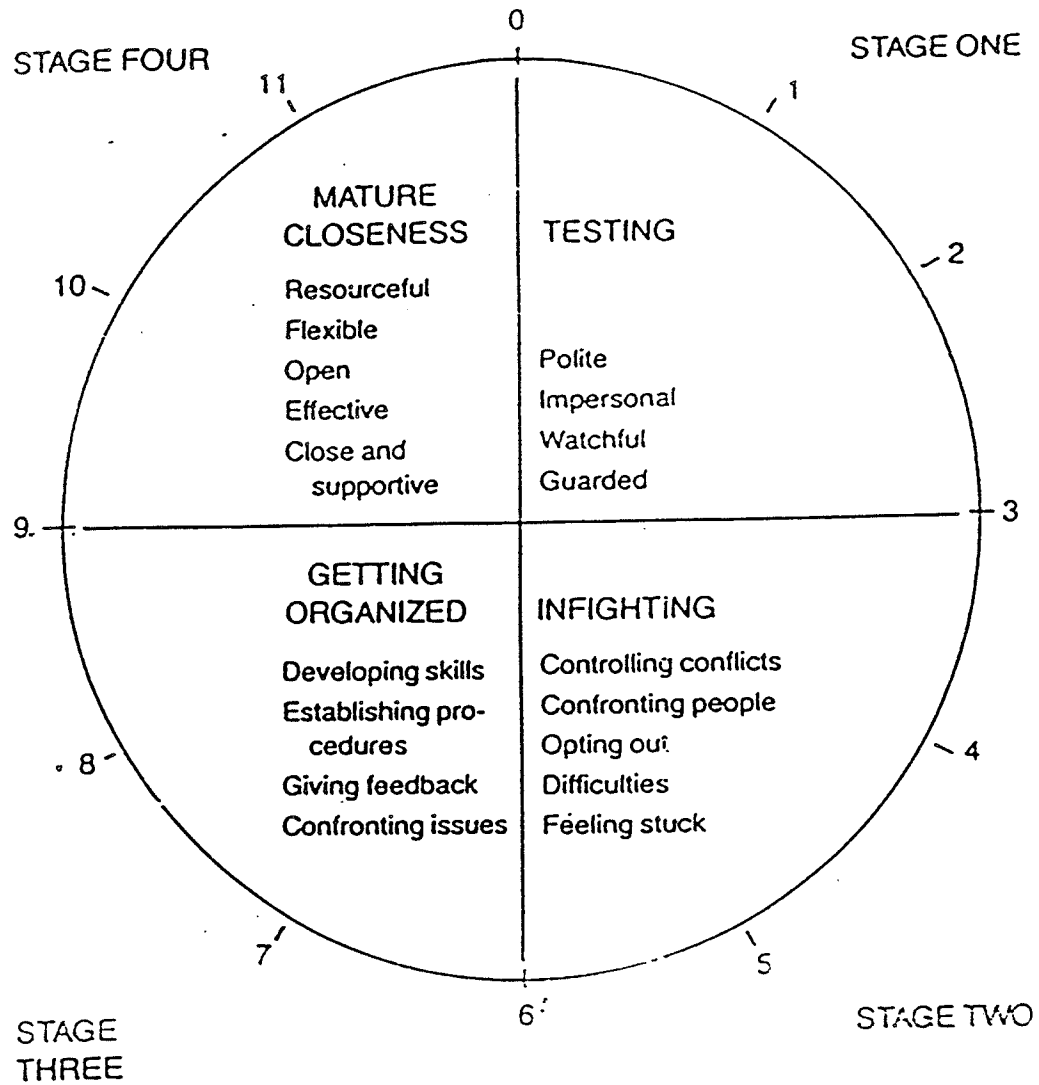 0
STAGE FOUR
STAGE ONE
11
1
MATURE
CLOSENESS
TESTING
2
10
Resourceful
Flexible
Open
Effective
Close and
supportive
Polite
Impersonal
Watchful
Guarded
9
3
GETTING
ORGANIZED
INFIGHTING
Developing skills
Establishing pro-
cedures
Giving feedback
Confronting issues
Controlling conflicts
Confronting people
Opting out
Difficulties
Feeling stuck
8
4
7
5
6
STAGE
THREE
STAGE TWO